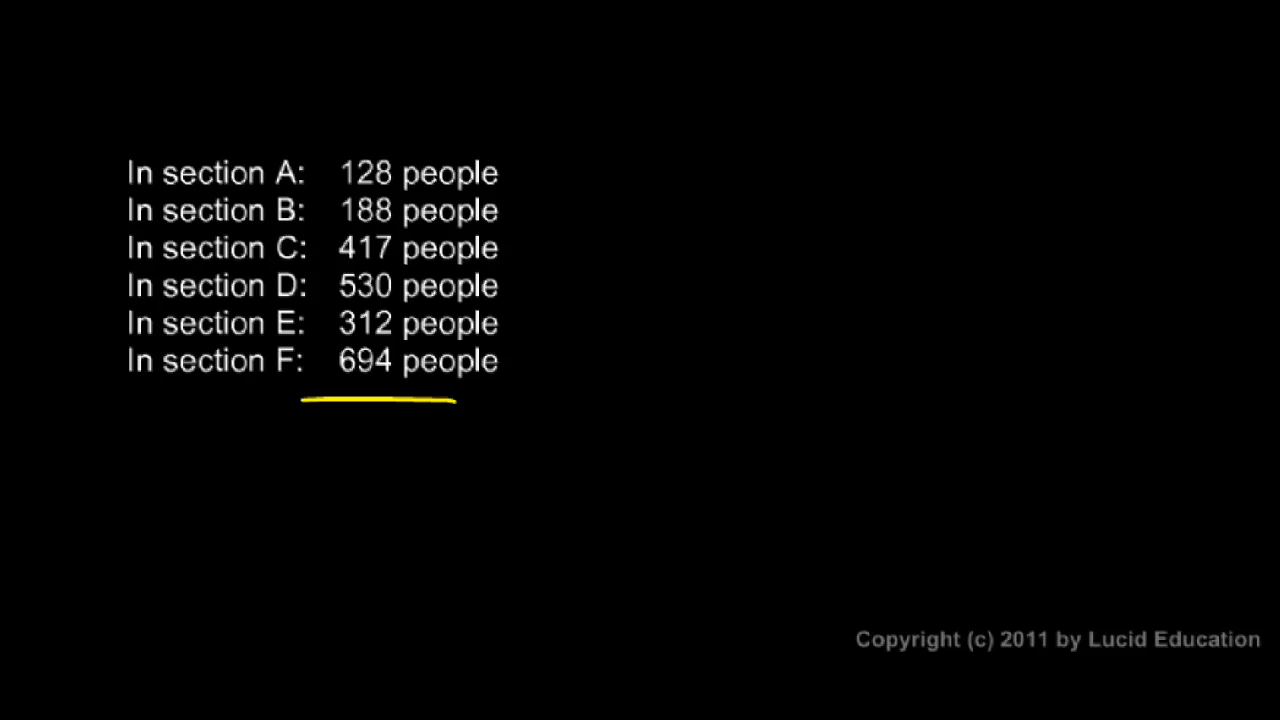 In section A: 128 people
In section B: 188 people
In section C: 417 people
In section D: 530 people
In section E: 312 people
In section F: 694 people
Copyright (c) 2011 by Lucid Education